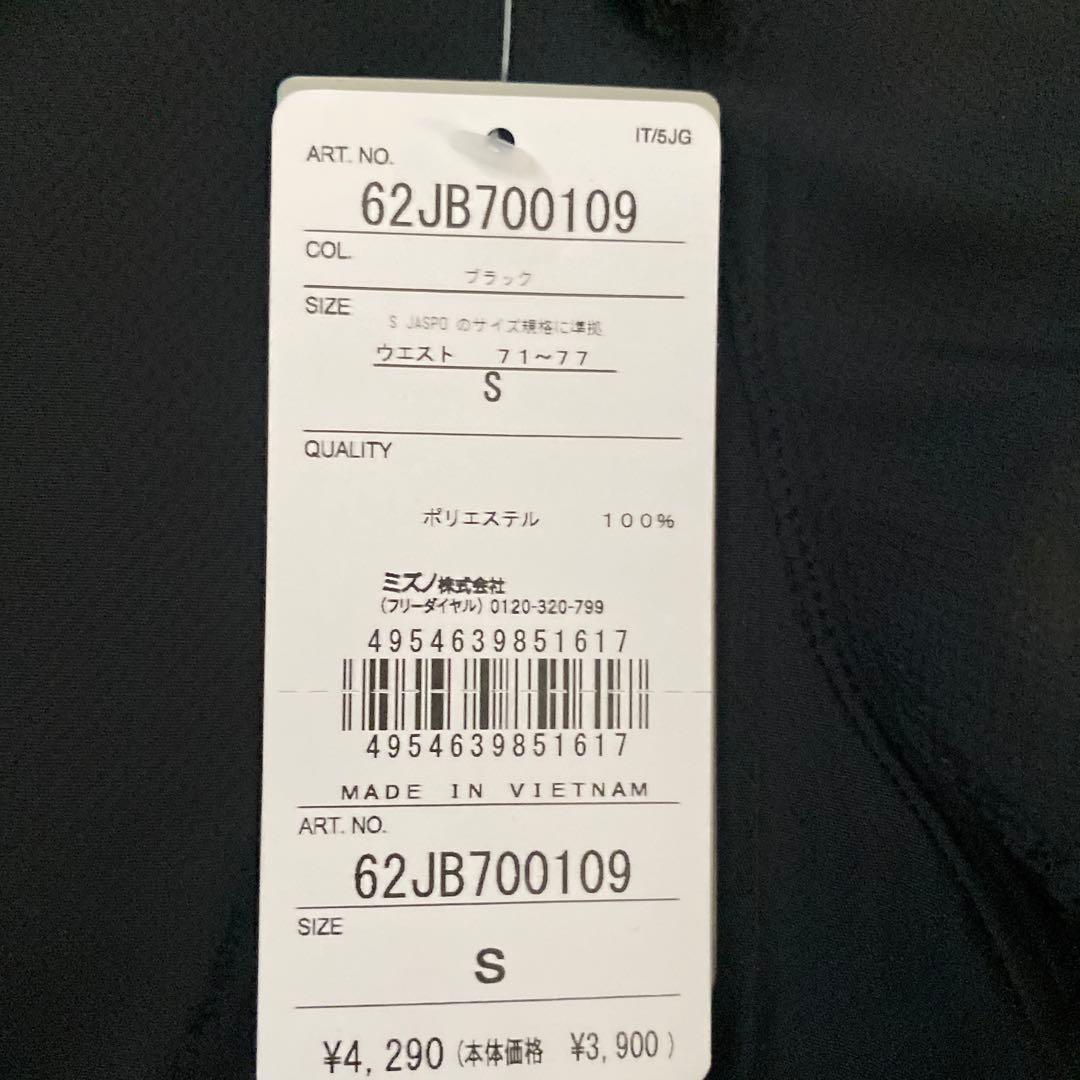 IT/5JG
ART. NO.
62JB700109
COL.
ブラック
SIZE
S JASPO のサイズ規格に準拠
ウエスト 71~77
S
QUALITY
ポリエステル 100%
ミズノ株式会社
(フリーダイヤル) 0120-320-799
4954639851617
4954639851617
MADE IN VIETNAM
ART. NO.
62JB700109
SIZE
S
¥4,290 (本体価格 ¥3,900)